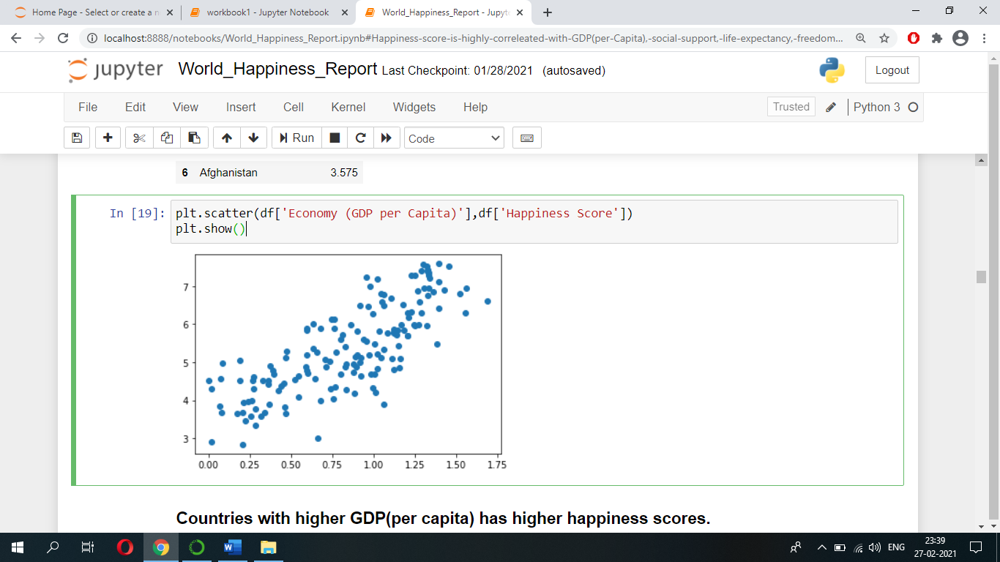 Home Page - Select or create a n
workbook1 - Jupyter Notebook
World_Happiness_Report - Jupyt
localhost:8888/notebooks/World_Happiness_Report.ipynb#Happiness-score-is-highly-correleated-with-GDP(per-Capita),-social-support,-life-expectancy,-freedom...
jupyter World_Happiness_Report Last Checkpoint: 01/28/2021 (autosaved)
Logout
File Edit View Insert Cell Kernel Widgets Help
Trusted
Python 3
Run
Code
6 Afghanistan 3.575
In [19]: plt.scatter(df['Economy (GDP per Capita)'],df['Happiness Score'])
plt.show()
7
6
5
4
3
0.00 0.25 0.50 0.75 1.00 1.25 1.50 1.75
Countries with higher GDP(per capita) has higher happiness scores.
ENG
23:39
27-02-2021